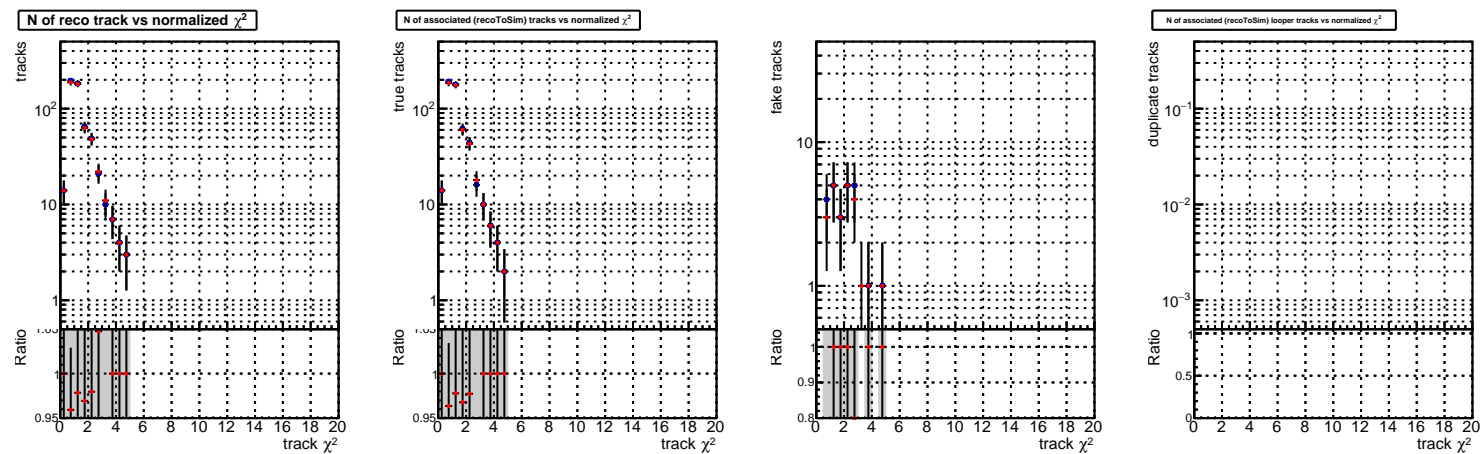 N of reco track vs normalized χ²
tracks
10²
10
1
Ratio
1.05
1
0.95
0 2 4 6 8 10 12 14 16 18 20
track χ²
N of associated (recoToSim) tracks vs normalized χ²
true tracks
10²
10
1
Ratio
1
0.95
0 2 4 6 8 10 12 14 16 18 20
track χ²
fake tracks
10
1
Ratio
1
0.9
0.8
0 2 4 6 8 10 12 14 16 18 20
track χ²
N of associated (recoToSim) looper tracks vs normalized χ²
duplicate tracks
10⁻¹
10⁻²
10⁻³
Ratio
1
0.5
0
0 2 4 6 8 10 12 14 16 18 20
track χ²